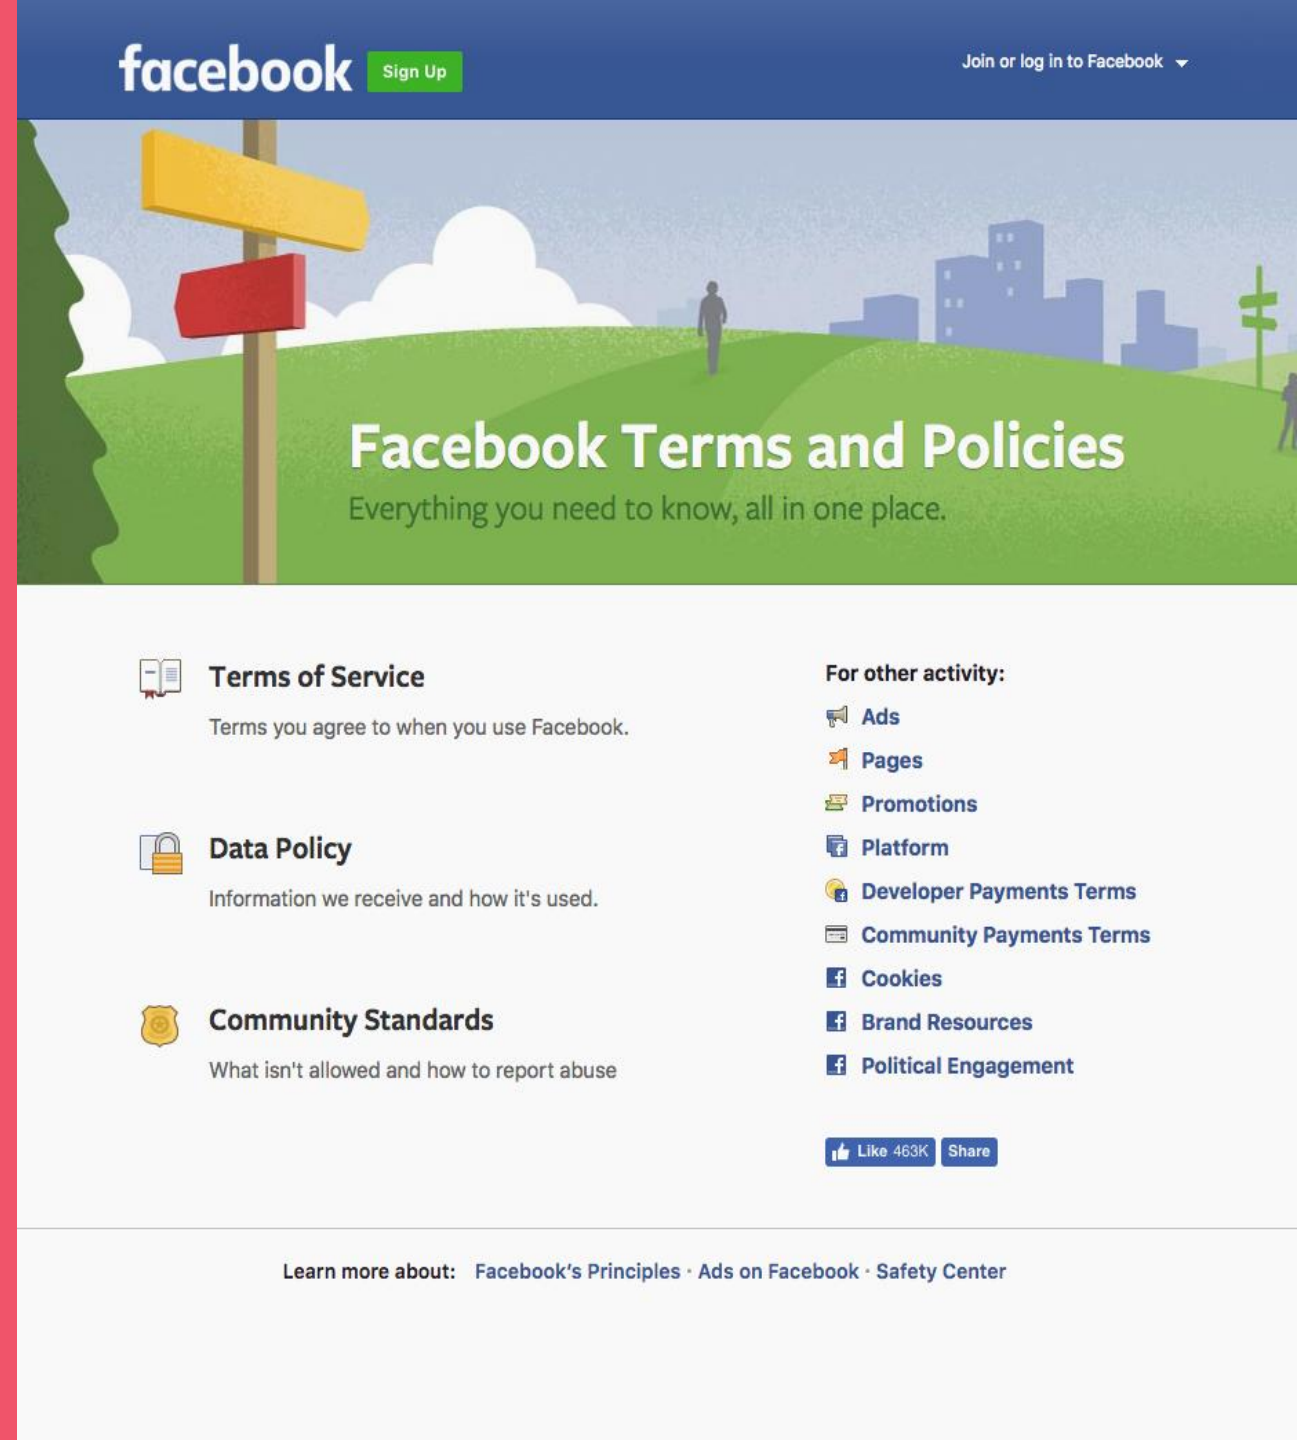 facebook
Sign Up
Join or log in to Facebook
Facebook Terms and Policies
Everything you need to know, all in one place.
Terms of Service
Terms you agree to when you use Facebook.
Data Policy
Information we receive and how it's used.
Community Standards
What isn't allowed and how to report abuse
For other activity:
Ads
Pages
Promotions
Platform
Developer Payments Terms
Community Payments Terms
Cookies
Brand Resources
Political Engagement
Like 463K Share
Learn more about: Facebook's Principles · Ads on Facebook · Safety Center